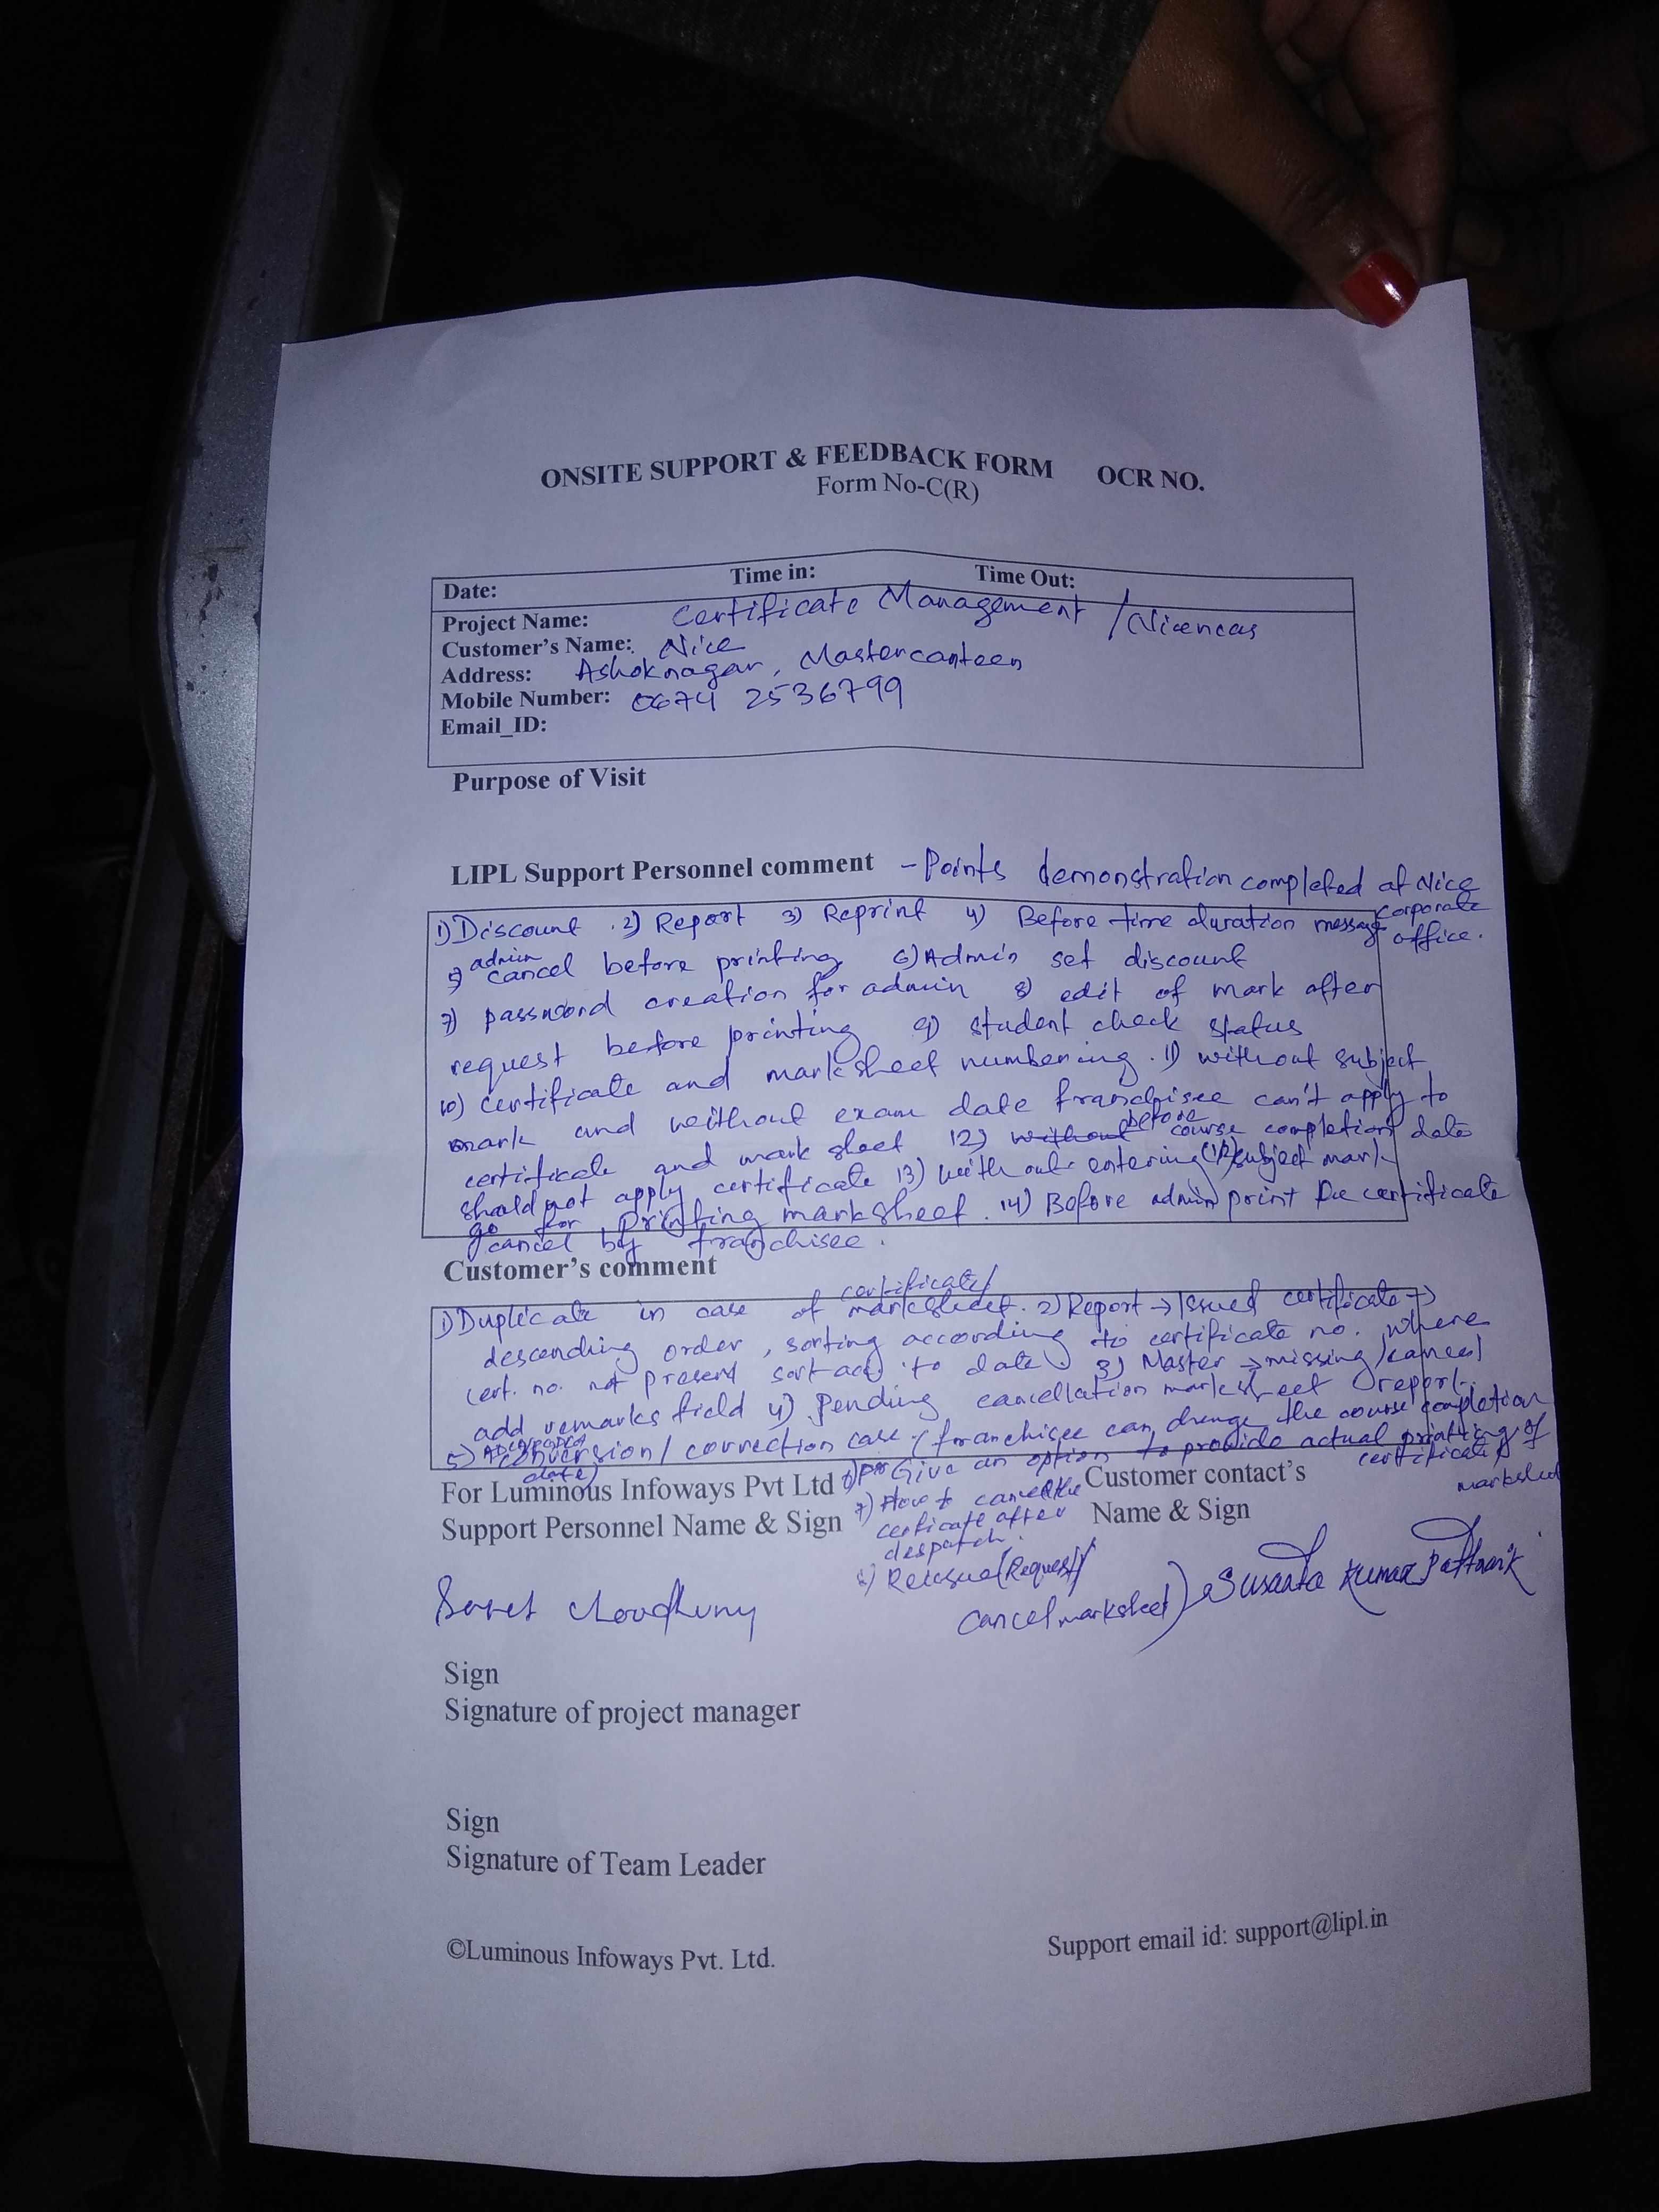 ONSITE SUPPORT & FEEDBACK FORM OCR NO.
Form No-C(R)
Date: Time in: Time Out:
Project Name: Certificate Management /Nicencas
Customer's Name: Nice
Address: Ashoknagar, Mastercanteen
Mobile Number: 0674 2536799
Email_ID:
Purpose of Visit
LIPL Support Personnel comment - Points demonstration completed at Nice
corporate office.
1) Discount 2) Report 3) Reprint 4) Before time duration message
5) admin cancel before printing 6) Admin set discount
7) password creation for admin 8) edit of mark after
request before printing 9) student check status
10) certificate and marksheet numbering. 11) without subject
mark and without exam date franchisee can't apply to
certificate and mark sheet 12) without before course completion date
should not apply certificate 13) without entering subject mark
go for printing marksheet. 14) Before admin print the certificate
cancel by franchisee.
Customer's comment
1) Duplicate in case of certificate/ marksheet. 2) Report → Issued certificate →
descending order, sorting according to certificate no. where
cert. no. not present sort acc. to date. 3) Master → missing/cancel
add remarks field 4) Pending cancellation marksheet report.
5) conversion/ correction case (franchisee can change the course completion
date)
6) Give an option to provide actual printing of
certificate/
marksheet
For Luminous Infoways Pvt Ltd
Support Personnel Name & Sign
7) How to cancel the
certificate after
despatch.
8) Reissue (Request/
Cancel marksheet)
Customer contact's
Name & Sign
Choudhury
Susanta Kumar Pattnaik
Sign
Signature of project manager
Sign
Signature of Team Leader
©Luminous Infoways Pvt. Ltd. Support email id: support@lipl.in